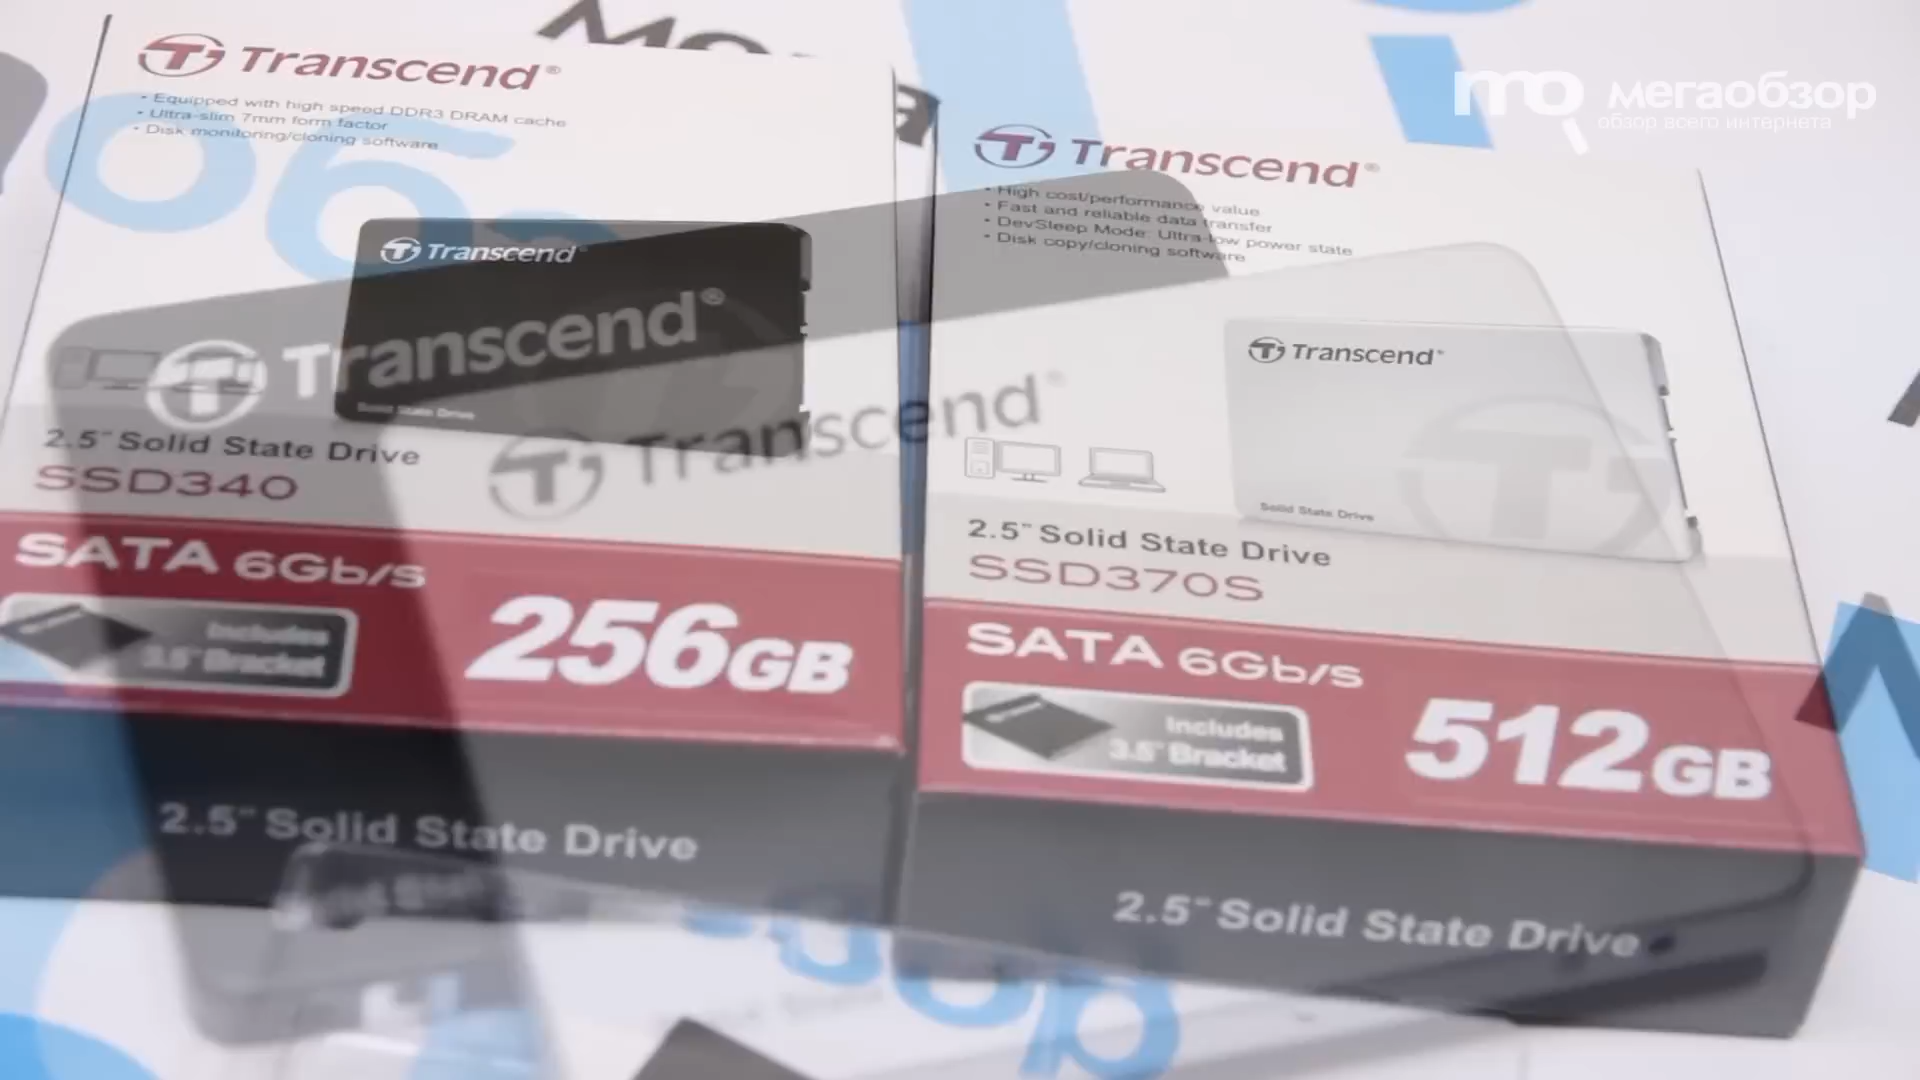 Transcend®
• Equipped with high speed DDR3 DRAM cache
• Ultra-slim 7mm form factor
• Disk monitoring/cloning software
Transcend
Solid State Drive
2.5" Solid State Drive
SSD340
SATA 6Gb/s
Includes
3.5" Bracket
256GB
2.5" Solid State Drive
Transcend®
Transcend®
Transcend®
• High cost/performance value
• Fast and reliable data transfer
• DevSleep Mode: Ultra-low power state
• Disk copy/cloning software
Transcend®
Solid State Drive
2.5" Solid State Drive
SSD370S
SATA 6Gb/s
Includes
3.5" Bracket
512GB
2.5" Solid State Drive
мегаобзор
обзор всего интернета